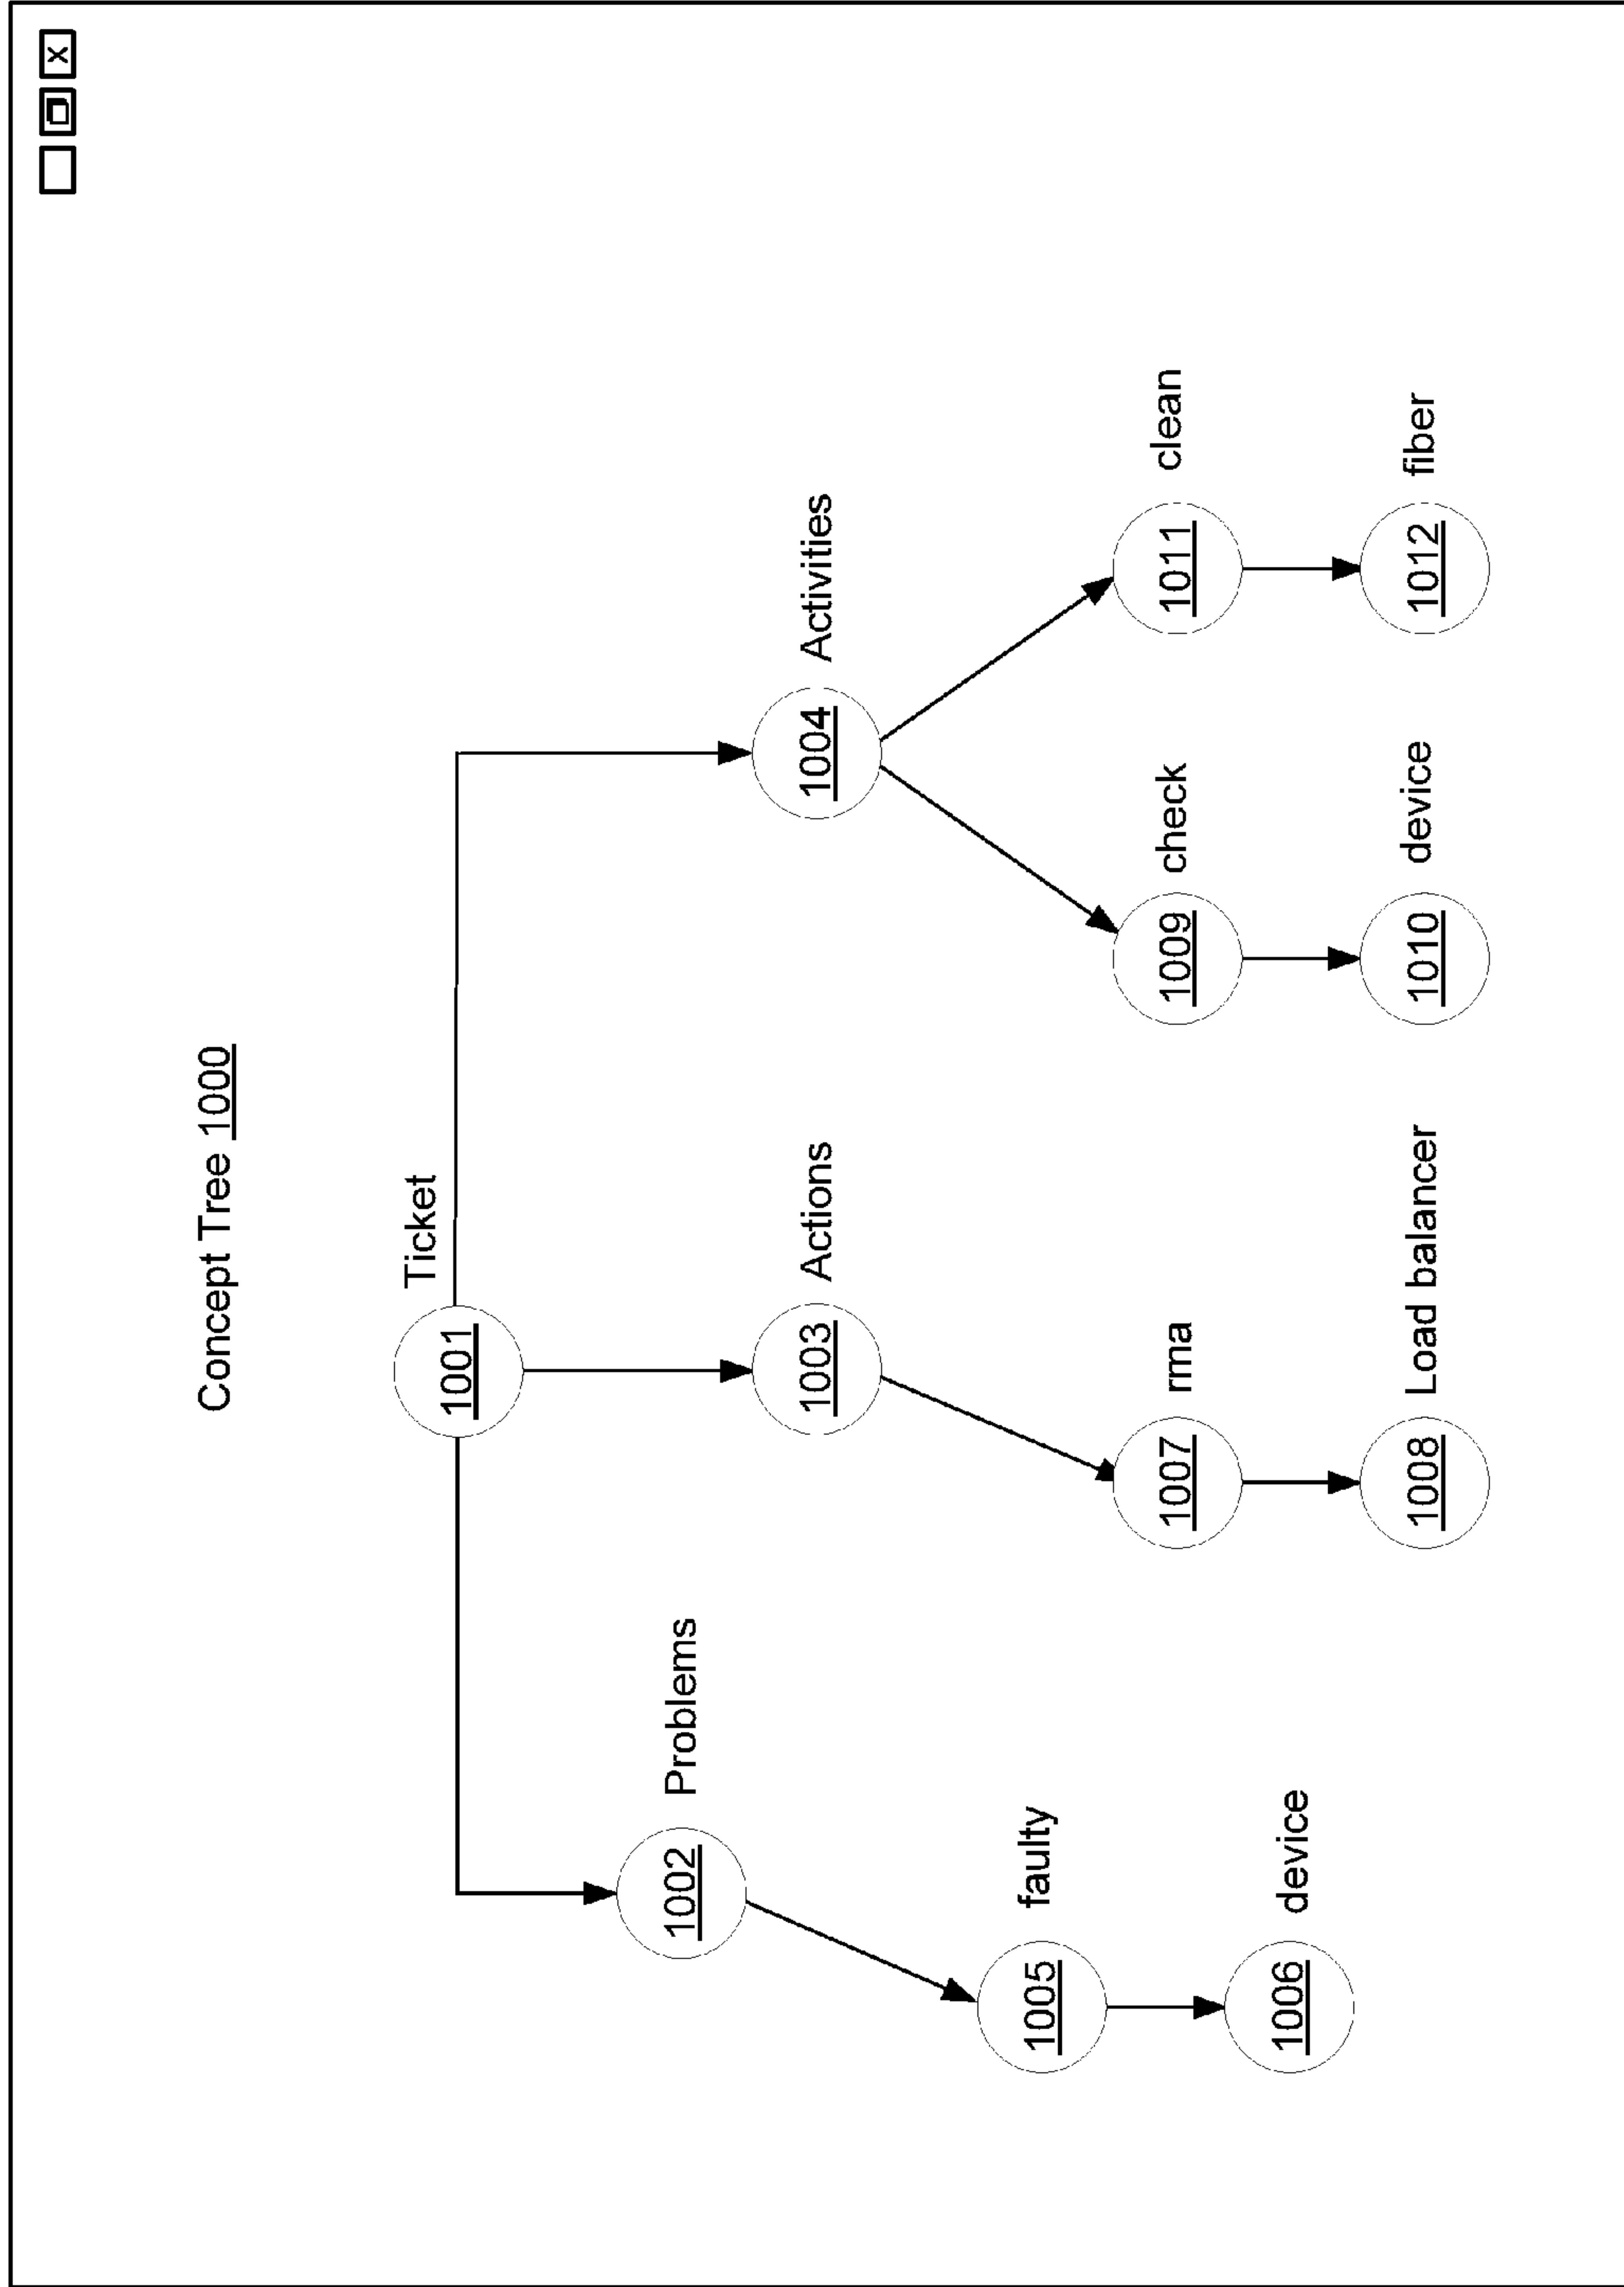 X
Concept Tree 1000
Ticket
1001
Problems
1002
Actions
1003
Activities
1004
faulty
1005
rma
1007
check
1009
clean
1011
device
1006
Load balancer
1008
device
1010
fiber
1012